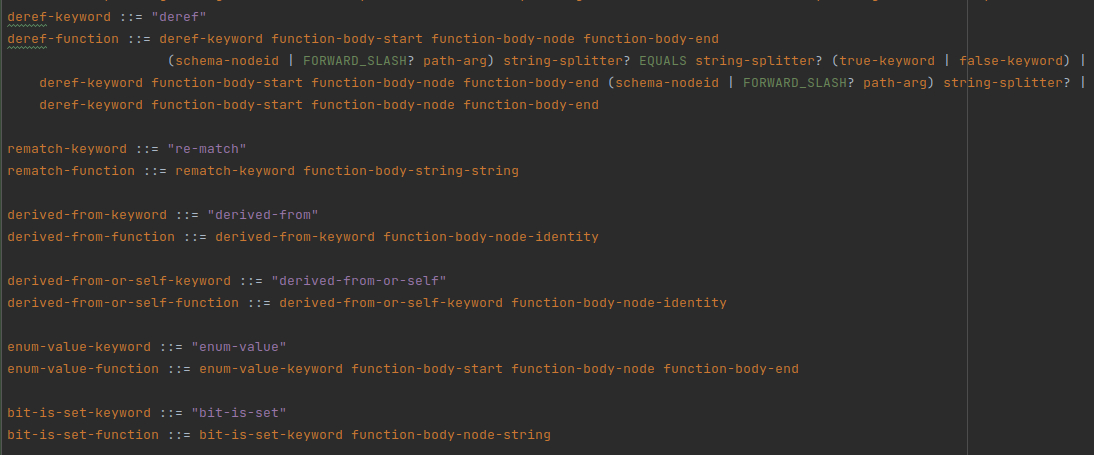 deref-keyword ::= "deref"
deref-function ::= deref-keyword function-body-start function-body-node function-body-end
(schema-nodeid | FORWARD_SLASH? path-arg) string-splitter? EQUALS string-splitter? (true-keyword | false-keyword) |
deref-keyword function-body-start function-body-node function-body-end (schema-nodeid | FORWARD_SLASH? path-arg) string-splitter? |
deref-keyword function-body-start function-body-node function-body-end
rematch-keyword ::= "re-match"
rematch-function ::= rematch-keyword function-body-string-string
derived-from-keyword ::= "derived-from"
derived-from-function ::= derived-from-keyword function-body-node-identity
derived-from-or-self-keyword ::= "derived-from-or-self"
derived-from-or-self-function ::= derived-from-or-self-keyword function-body-node-identity
enum-value-keyword ::= "enum-value"
enum-value-function ::= enum-value-keyword function-body-start function-body-node function-body-end
bit-is-set-keyword ::= "bit-is-set"
bit-is-set-function ::= bit-is-set-keyword function-body-node-string